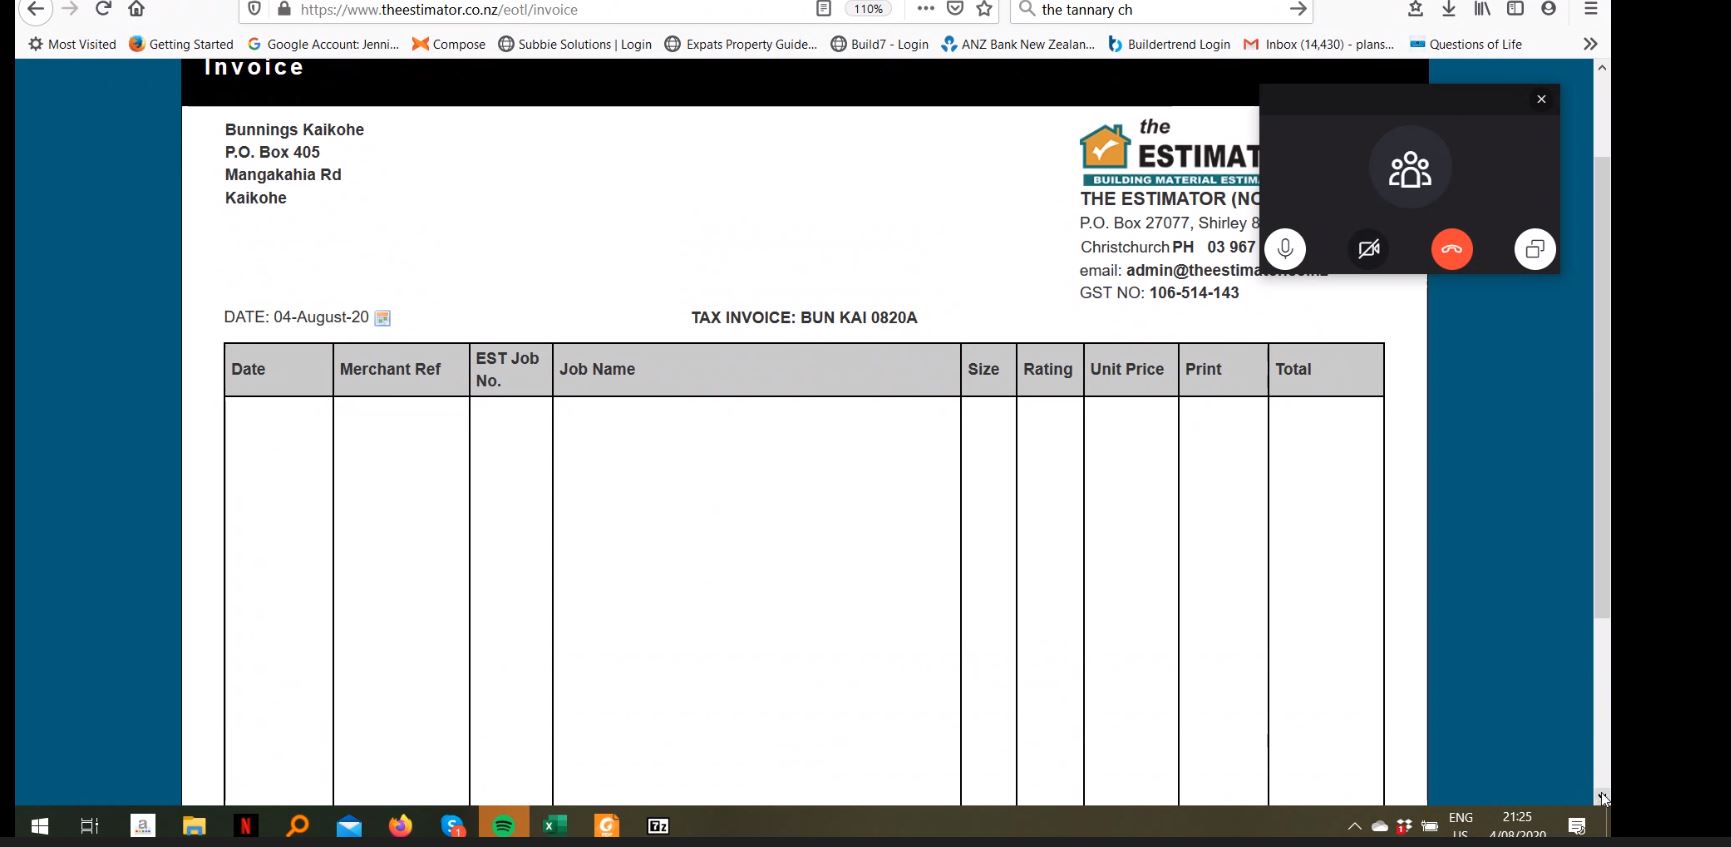 https://www.theestimator.co.nz/eotl/invoice
110%
the tannary ch
Most Visited
Getting Started
Google Account: Jenni...
Compose
Subbie Solutions | Login
Expats Property Guide...
Build7 - Login
ANZ Bank New Zealan...
Buildertrend Login
Inbox (14,430) - plans...
Questions of Life
Invoice
Bunnings Kaikohe
P.O. Box 405
Mangakahia Rd
Kaikohe
the
ESTIMAT
BUILDING MATERIAL ESTIM
THE ESTIMATOR (NC
P.O. Box 27077, Shirley 8
Christchurch PH 03 967
email: admin@theestima
GST NO: 106-514-143
DATE: 04-August-20
TAX INVOICE: BUN KAI 0820A
Date
Merchant Ref
EST Job
No.
Job Name
Size
Rating
Unit Price
Print
Total
a
N
S
1
7z
1
ENG
US
21:25
4/08/2020